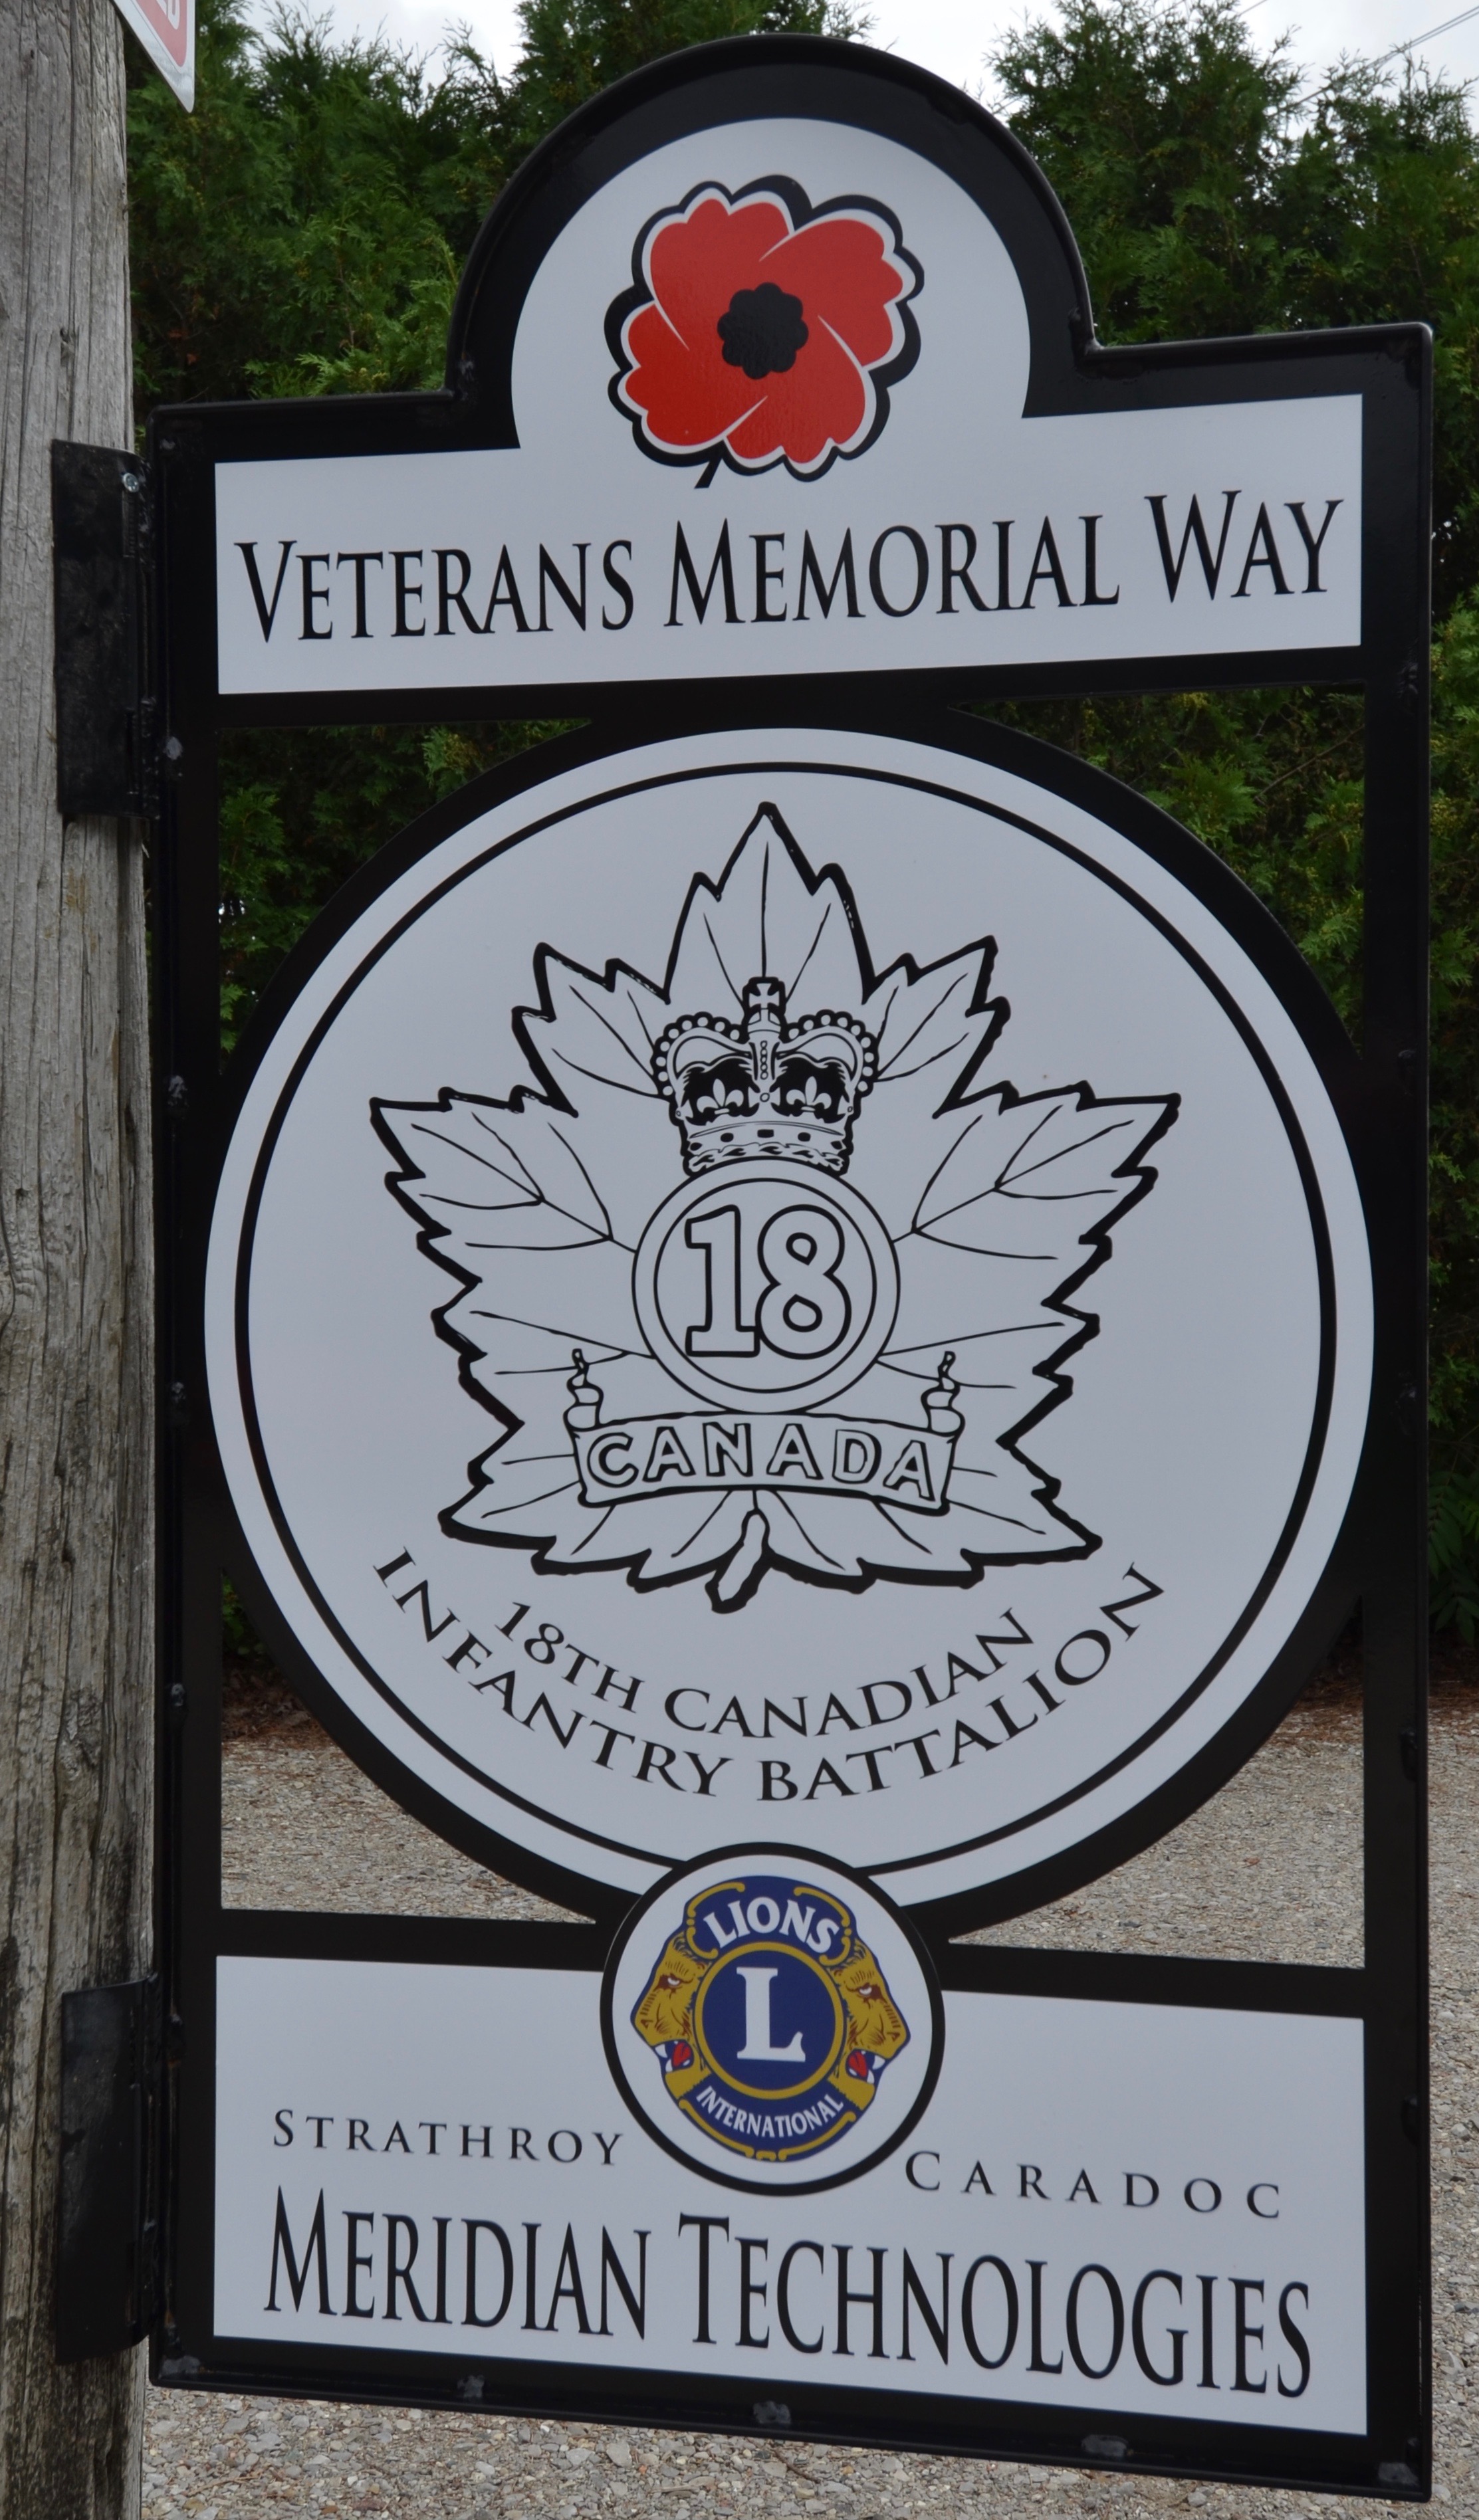 VETERANS MEMORIAL WAY
18
CANADA
18TH CANADIAN
INFANTRY BATTALION
LIONS
L
INTERNATIONAL
STRATHROY CARADOC
MERIDIAN TECHNOLOGIES